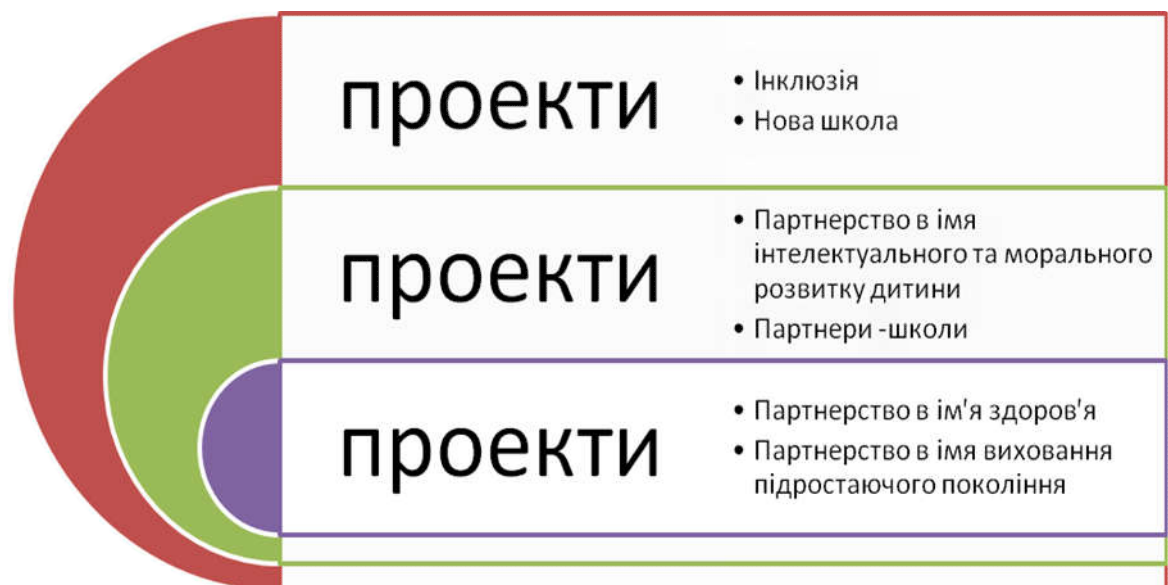 проекти
• Інклюзія
• Нова школа
проекти
• Партнерство в імя
інтелектуального та морального
розвитку дитини
• Партнери -школи
проекти
• Партнерство в ім'я здоров'я
• Партнерство в імя виховання
підростаючого покоління